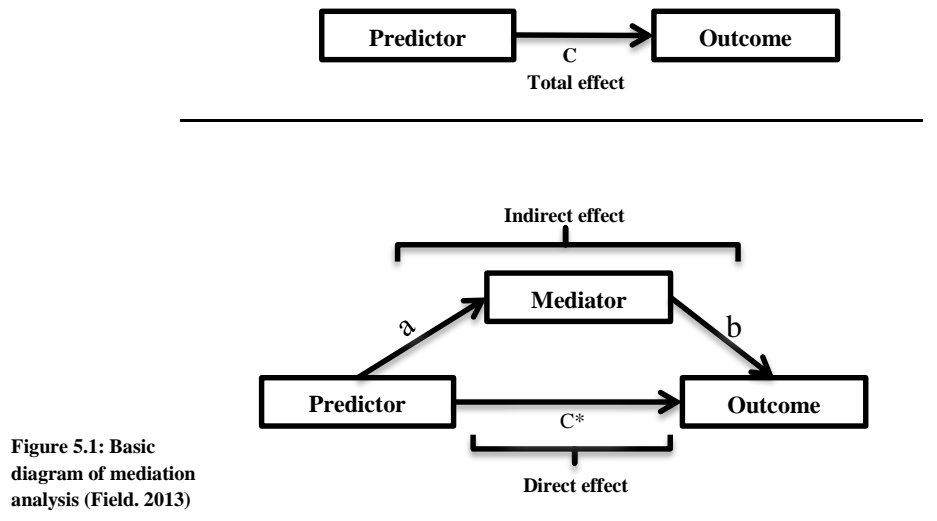 Predictor
Outcome
C
Total effect
Indirect effect
Mediator
a
b
Predictor
Outcome
C*
Direct effect
Figure 5.1: Basic
diagram of mediation
analysis (Field. 2013)